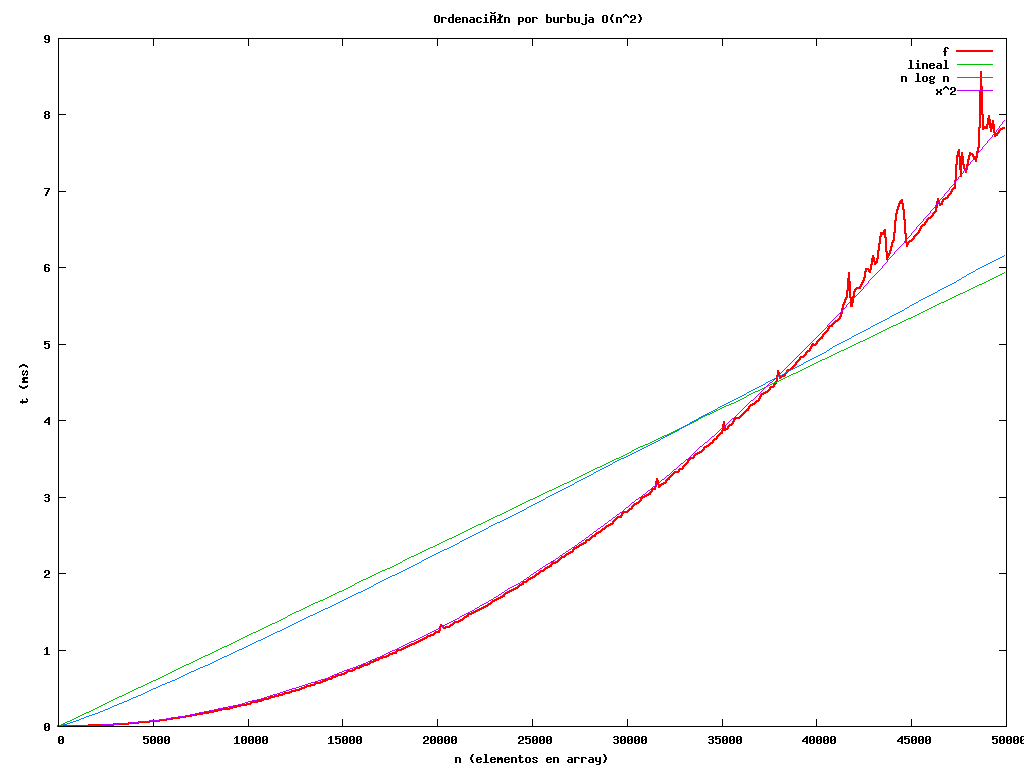 Ordenación por burbuja O(n^2)
f
lineal
n log n
x^2
9
8
7
6
5
4
3
2
1
0
t (ms)
0 5000 10000 15000 20000 25000 30000 35000 40000 45000 50000
n (elementos en array)